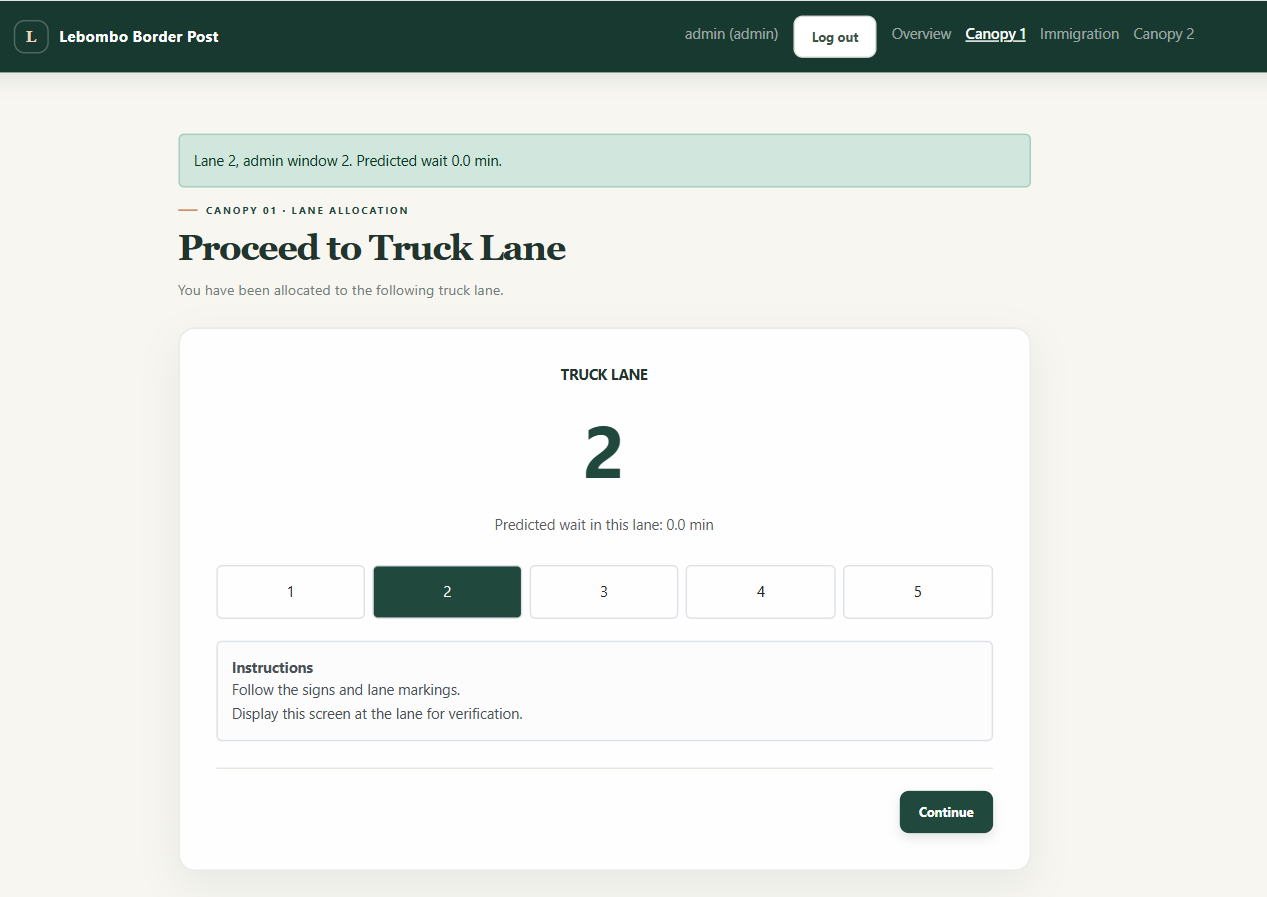 L Lebombo Border Post admin (admin) Log out Overview Canopy 1 Immigration Canopy 2
Lane 2, admin window 2. Predicted wait 0.0 min.
CANOPY 01 · LANE ALLOCATION
Proceed to Truck Lane
You have been allocated to the following truck lane.
TRUCK LANE
2
Predicted wait in this lane: 0.0 min
1 2 3 4 5
Instructions
Follow the signs and lane markings.
Display this screen at the lane for verification.
Continue